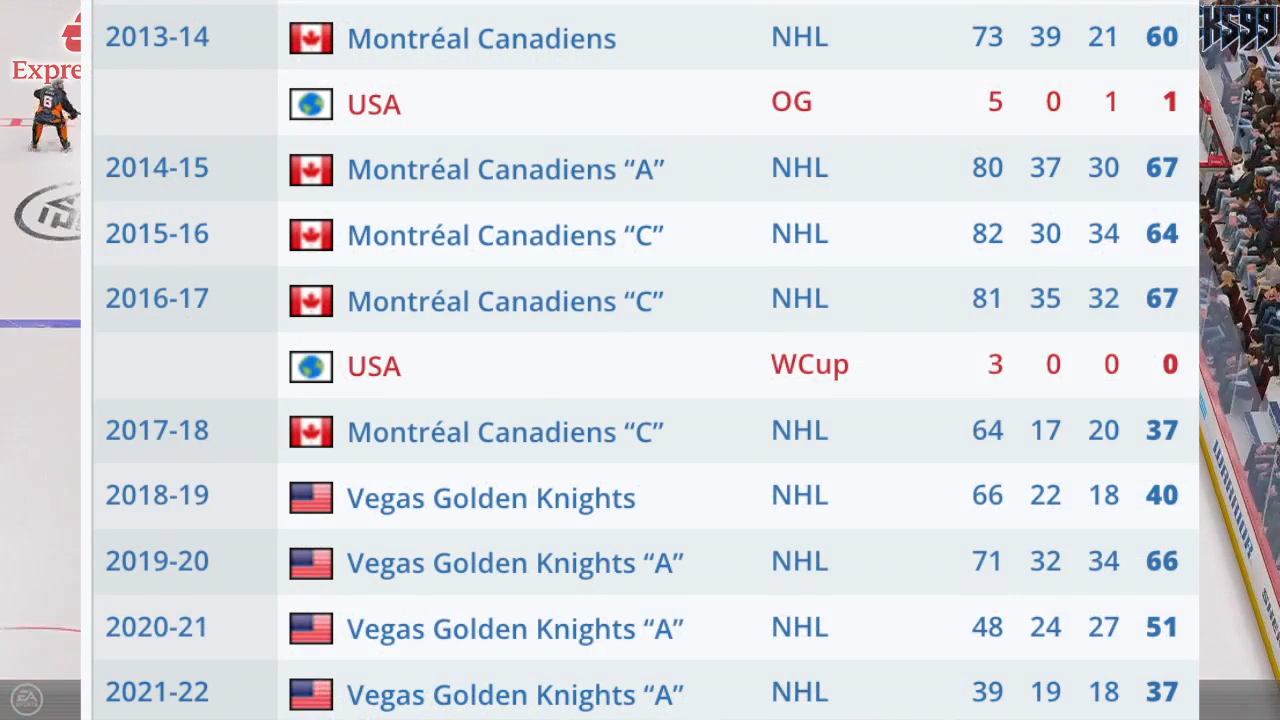 2013-14 Montréal Canadiens NHL 73 39 21 60
USA OG 5 0 1 1
2014-15 Montréal Canadiens “A” NHL 80 37 30 67
2015-16 Montréal Canadiens “C” NHL 82 30 34 64
2016-17 Montréal Canadiens “C” NHL 81 35 32 67
USA WCup 3 0 0 0
2017-18 Montréal Canadiens “C” NHL 64 17 20 37
2018-19 Vegas Golden Knights NHL 66 22 18 40
2019-20 Vegas Golden Knights “A” NHL 71 32 34 66
2020-21 Vegas Golden Knights “A” NHL 48 24 27 51
2021-22 Vegas Golden Knights “A” NHL 39 19 18 37
Expre
6
KS99
WARRIOR
EA
SPORTS